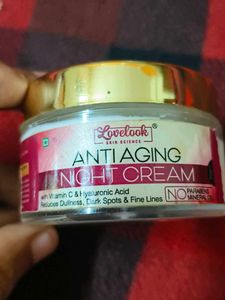 Lovelook®
SKIN SCIENCE
ANTI AGING
NIGHT CREAM
with Vitamin C & Hyaluronic Acid
Reduces Dullness, Dark Spots & Fine Lines
NO PARABENS
MINERAL